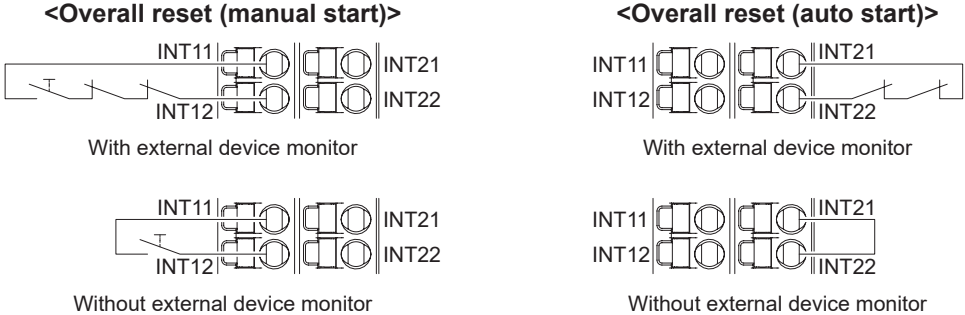 <Overall reset (manual start)>
<Overall reset (auto start)>
INT11
INT21
INT12
INT22
With external device monitor
INT11
INT21
INT12
INT22
With external device monitor
INT11
INT21
INT12
INT22
Without external device monitor
INT11
INT21
INT12
INT22
Without external device monitor